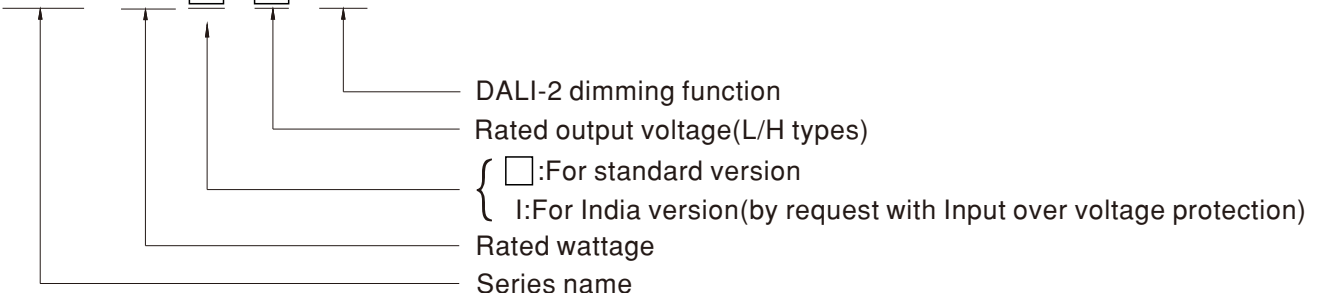 DALI-2 dimming function
Rated output voltage(L/H types)
□:For standard version
I:For India version(by request with Input over voltage protection)
Rated wattage
Series name